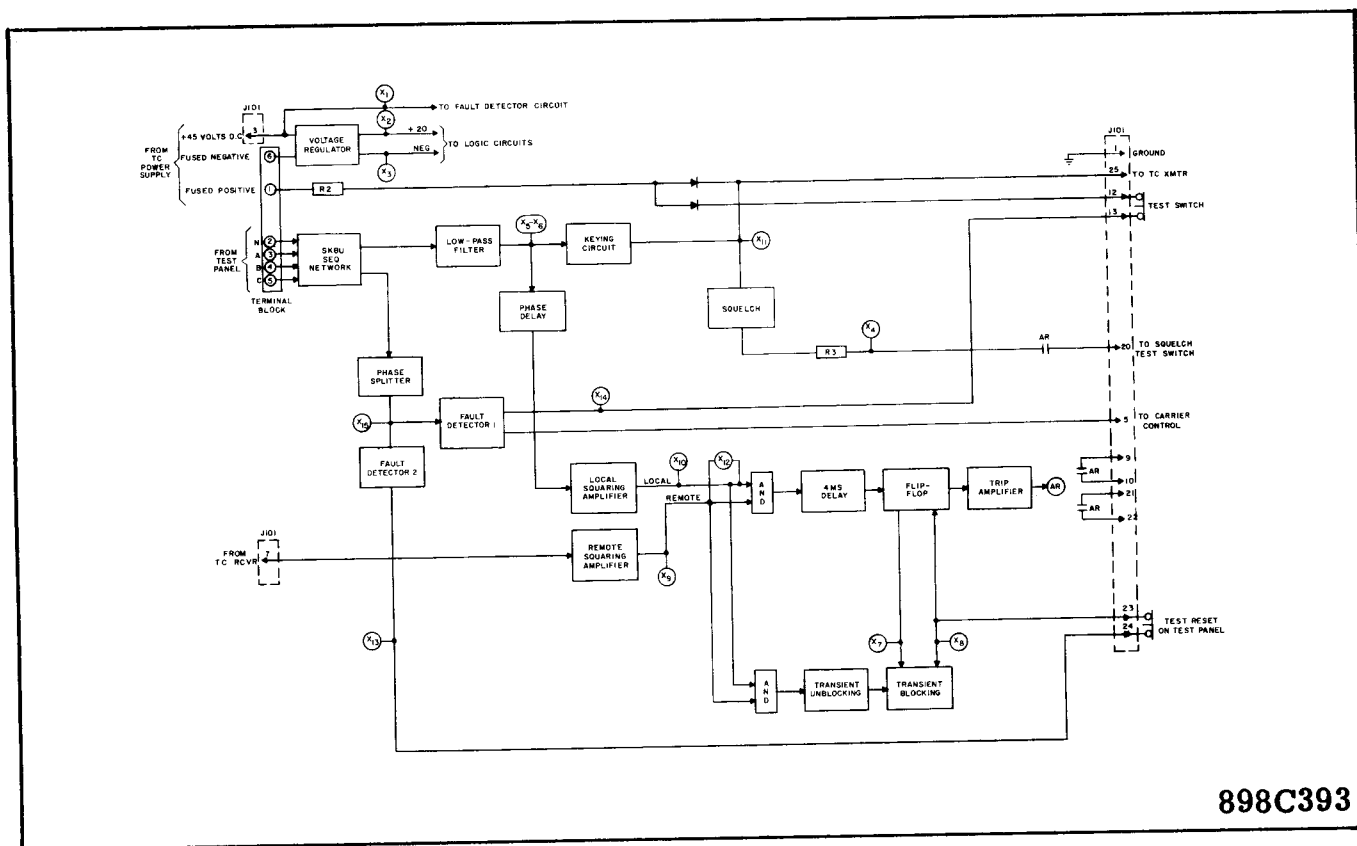 X1
TO FAULT DETECTOR CIRCUIT
J101
3
+45 VOLTS D.C
X2
+ 20
VOLTAGE
REGULATOR
TO LOGIC CIRCUITS
NEG
FROM
TC
POWER
SUPPLY
FUSED NEGATIVE
6
X3
FUSED POSITIVE
1
R2
J101
1
GROUND
25
TO TC XMTR
12
TEST SWITCH
13
FROM
TEST
PANEL
N
2
A
3
B
4
C
5
TERMINAL
BLOCK
SKBU
SEQ
NETWORK
LOW-PASS
FILTER
X5-X6
KEYING
CIRCUIT
X11
PHASE
DELAY
SQUELCH
R3
X4
AR
20
TO SQUELCH
TEST SWITCH
PHASE
SPLITTER
X15
FAULT
DETECTOR 1
X14
5
TO CARRIER
CONTROL
FAULT
DETECTOR 2
LOCAL
SQUARING
AMPLIFIER
LOCAL
X10
X12
REMOTE
A
N
D
4 MS
DELAY
FLIP-
FLOP
TRIP
AMPLIFIER
AR
9
AR
10
21
AR
22
J101
7
FROM
TC RCVR
REMOTE
SQUARING
AMPLIFIER
X9
X13
X7
X8
23
24
TEST RESET
ON TEST PANEL
A
N
D
TRANSIENT
UNBLOCKING
TRANSIENT
BLOCKING
898C393